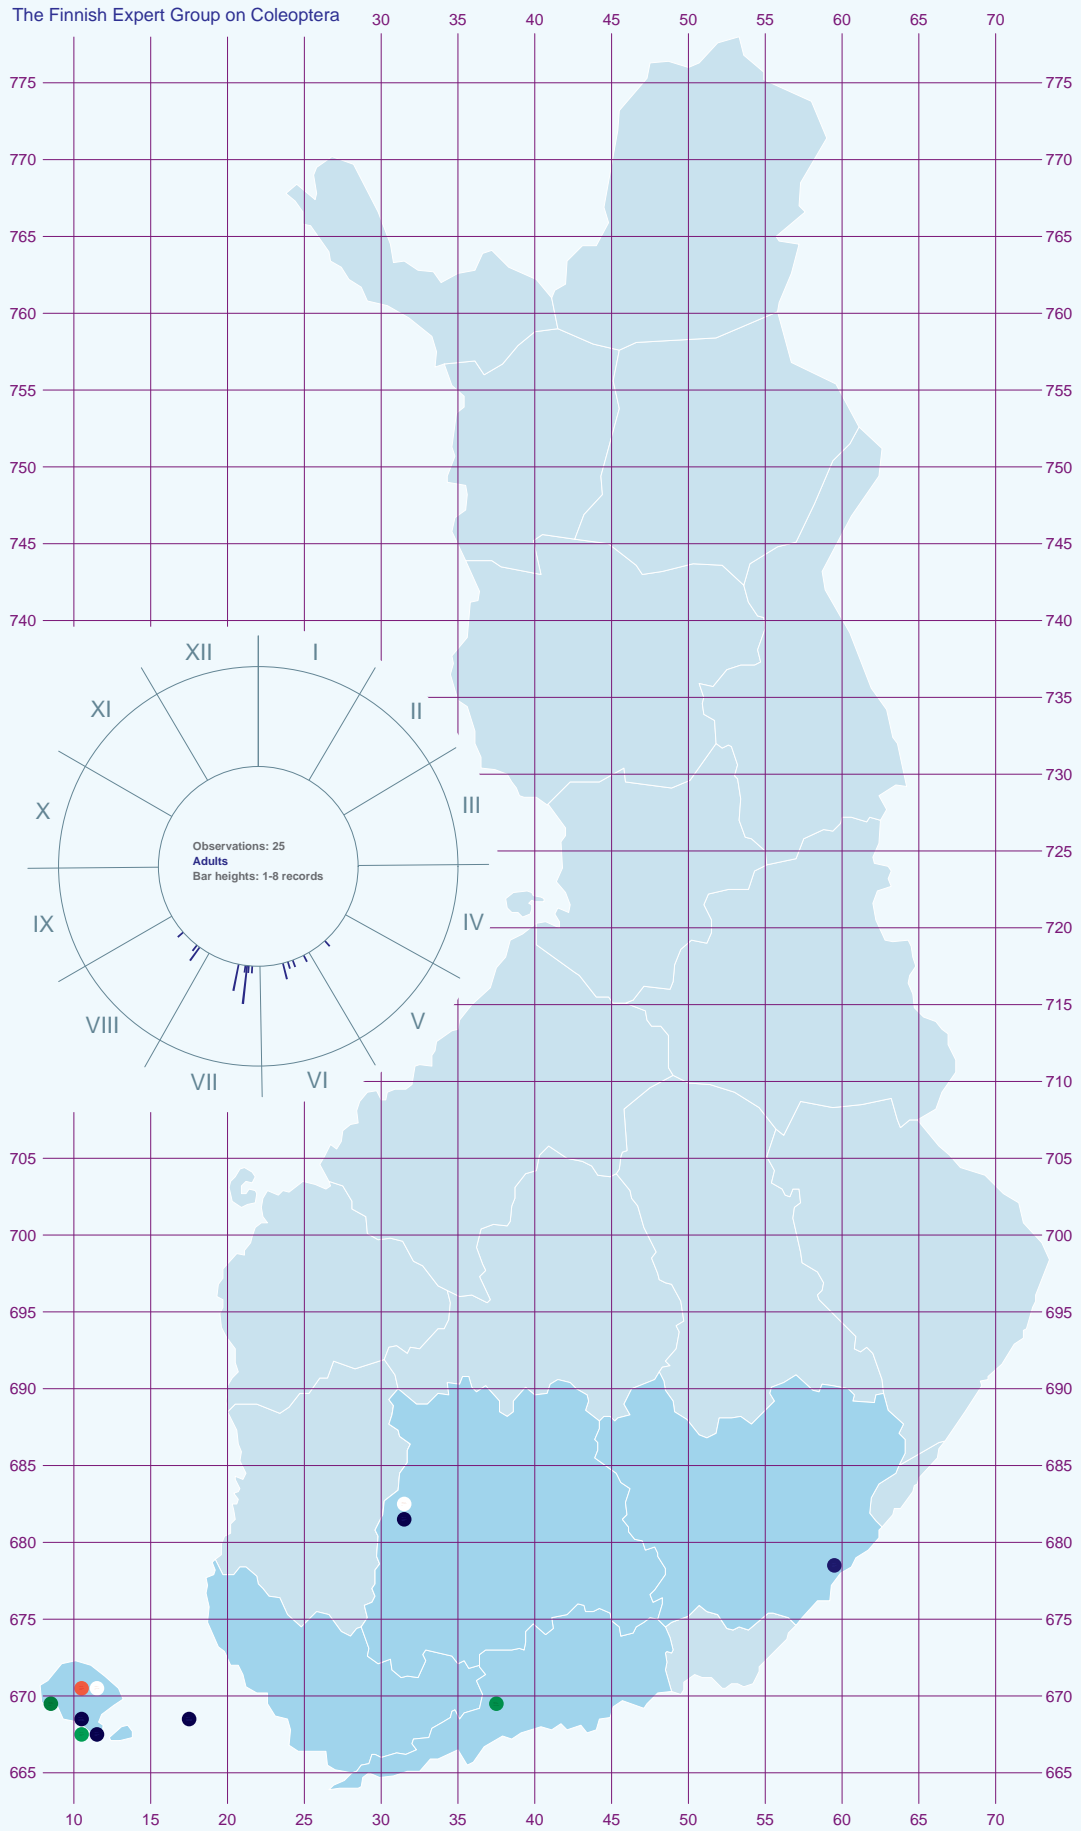 The Finnish Expert Group on Coleoptera
30 35 40 45 50 55 60 65 70
775 775
770 770
765 765
760 760
755 755
750 750
745 745
740 740
735
730
725
720
715
710
705 705
700 700
695 695
690 690
685 685
680 680
675 675
670 670
665 665
XII I
XI II
X III
Observations: 25
Adults
Bar heights: 1-8 records
IX IV
VIII V
VII VI
10 15 20 25 30 35 40 45 50 55 60 65 70